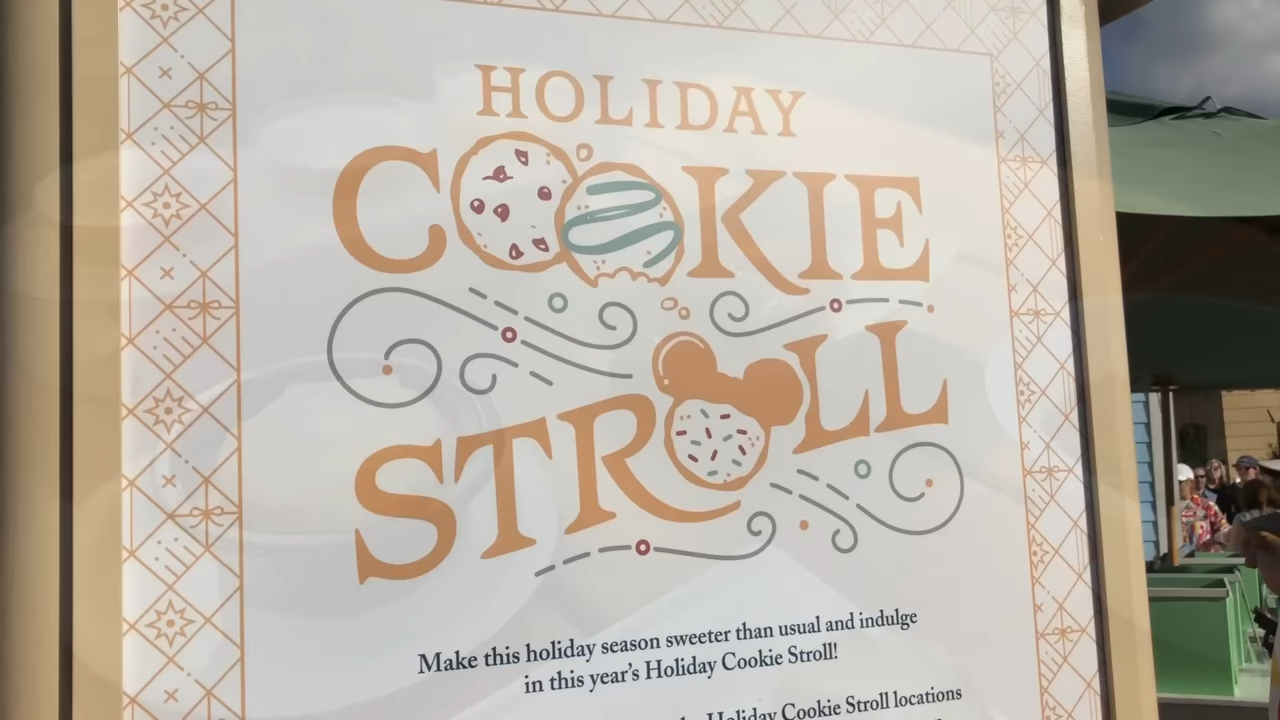 HOLIDAY
COOKIE
STROLL
Make this holiday season sweeter than usual and indulge
in this year's Holiday Cookie Stroll!
Holiday Cookie Stroll locations